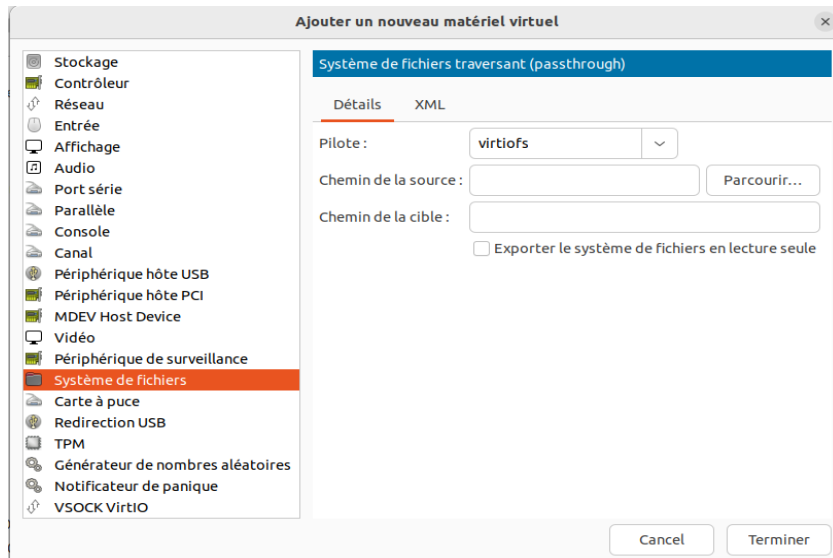 Ajouter un nouveau matériel virtuel
Stockage
Contrôleur
Réseau
Entrée
Affichage
Audio
Port série
Parallèle
Console
Canal
Périphérique hôte USB
Périphérique hôte PCI
MDEV Host Device
Vidéo
Périphérique de surveillance
Système de fichiers
Carte à puce
Redirection USB
TPM
Générateur de nombres aléatoires
Notificateur de panique
VSOCK VirtIO
Système de fichiers traversant (passthrough)
Détails XML
Pilote : virtiofs
Chemin de la source : Parcourir...
Chemin de la cible :
Exporter le système de fichiers en lecture seule
Cancel Terminer